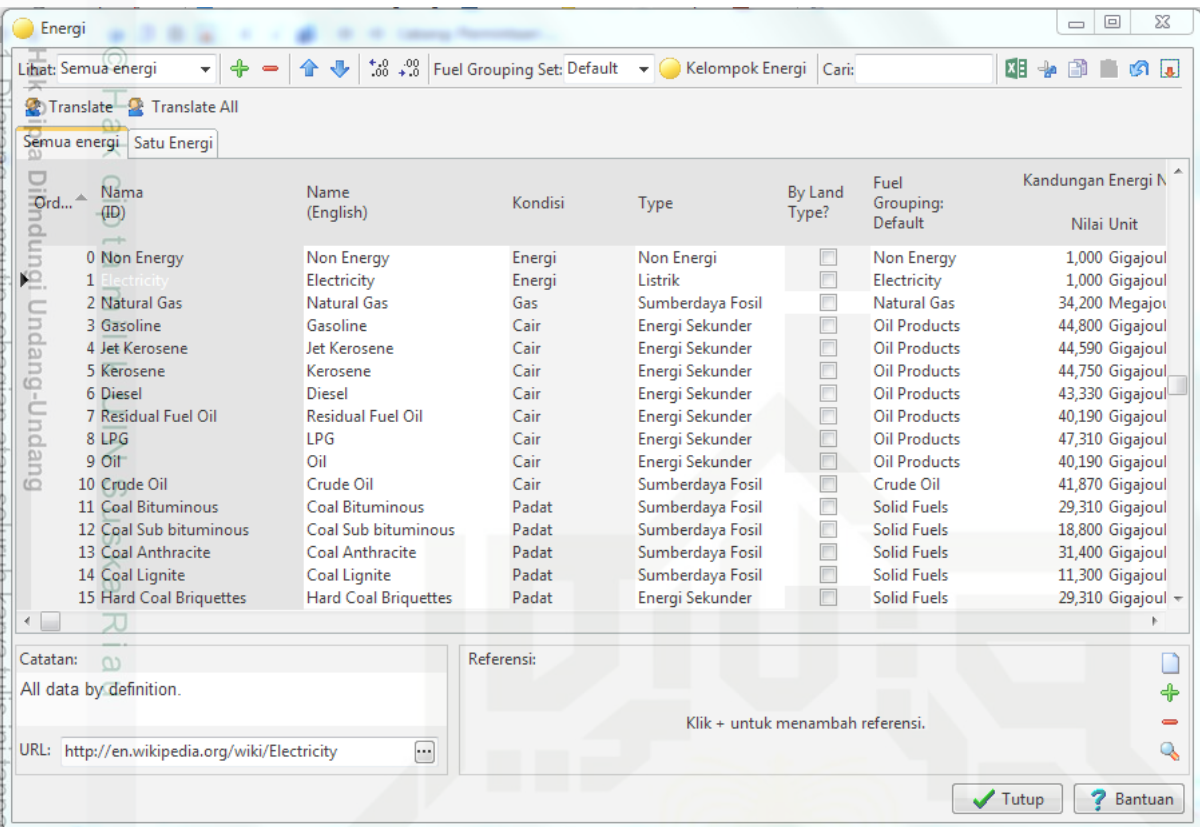 Energi
Lihat: Semua energi Fuel Grouping Set: Default Kelompok Energi Cari:
Translate Translate All
Semua energi Satu Energi
Ord... Nama (ID) Name (English) Kondisi Type By Land Type? Fuel Grouping: Default Kandungan Energi N
Nilai Unit
0 Non Energy Non Energy Energi Non Energi Non Energy 1,000 Gigajoul
1 Electricity Electricity Energi Listrik Electricity 1,000 Gigajoul
2 Natural Gas Natural Gas Gas Sumberdaya Fosil Natural Gas 34,200 Megajou
3 Gasoline Gasoline Cair Energi Sekunder Oil Products 44,800 Gigajoul
4 Jet Kerosene Jet Kerosene Cair Energi Sekunder Oil Products 44,590 Gigajoul
5 Kerosene Kerosene Cair Energi Sekunder Oil Products 44,750 Gigajoul
6 Diesel Diesel Cair Energi Sekunder Oil Products 43,330 Gigajoul
7 Residual Fuel Oil Residual Fuel Oil Cair Energi Sekunder Oil Products 40,190 Gigajoul
8 LPG LPG Cair Energi Sekunder Oil Products 47,310 Gigajoul
9 Oil Oil Cair Energi Sekunder Oil Products 40,190 Gigajoul
10 Crude Oil Crude Oil Cair Sumberdaya Fosil Crude Oil 41,870 Gigajoul
11 Coal Bituminous Coal Bituminous Padat Sumberdaya Fosil Solid Fuels 29,310 Gigajoul
12 Coal Sub bituminous Coal Sub bituminous Padat Sumberdaya Fosil Solid Fuels 18,800 Gigajoul
13 Coal Anthracite Coal Anthracite Padat Sumberdaya Fosil Solid Fuels 31,400 Gigajoul
14 Coal Lignite Coal Lignite Padat Sumberdaya Fosil Solid Fuels 11,300 Gigajoul
15 Hard Coal Briquettes Hard Coal Briquettes Padat Energi Sekunder Solid Fuels 29,310 Gigajoul
Catatan:
All data by definition.
URL: http://en.wikipedia.org/wiki/Electricity
Referensi:
Klik + untuk menambah referensi.
Tutup Bantuan
© Hak cipta milik UIN Suska Riau
Hak Cipta Dilindungi Undang-Undang